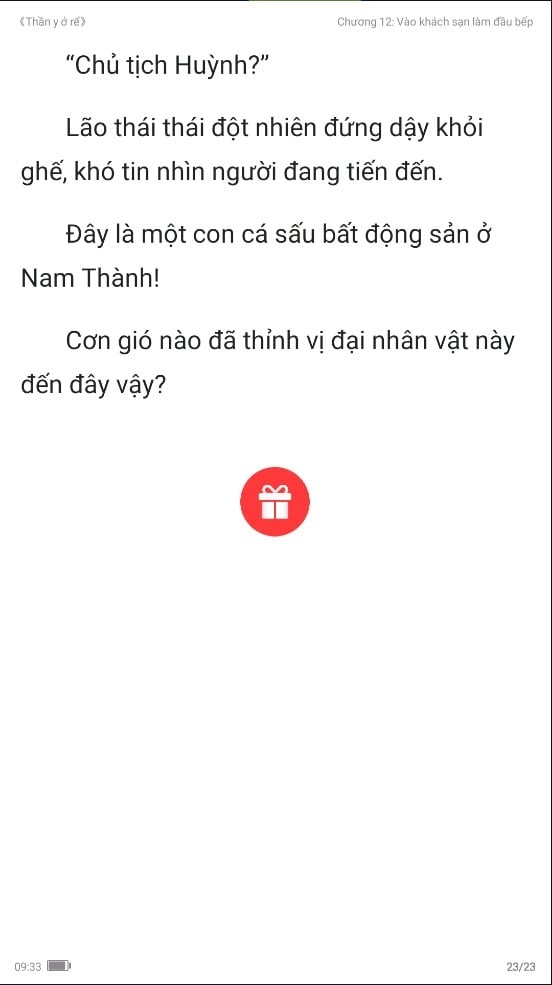 《Thần y ở rể》
Chương 12: Vào khách sạn làm đầu bếp
“Chủ tịch Huỳnh?”
Lão thái thái đột nhiên đứng dậy khỏi
ghế, khó tin nhìn người đang tiến đến.
Đây là một con cá sấu bất động sản ở
Nam Thành!
Cơn gió nào đã thỉnh vị đại nhân vật này
đến đây vậy?
09:33
23/23